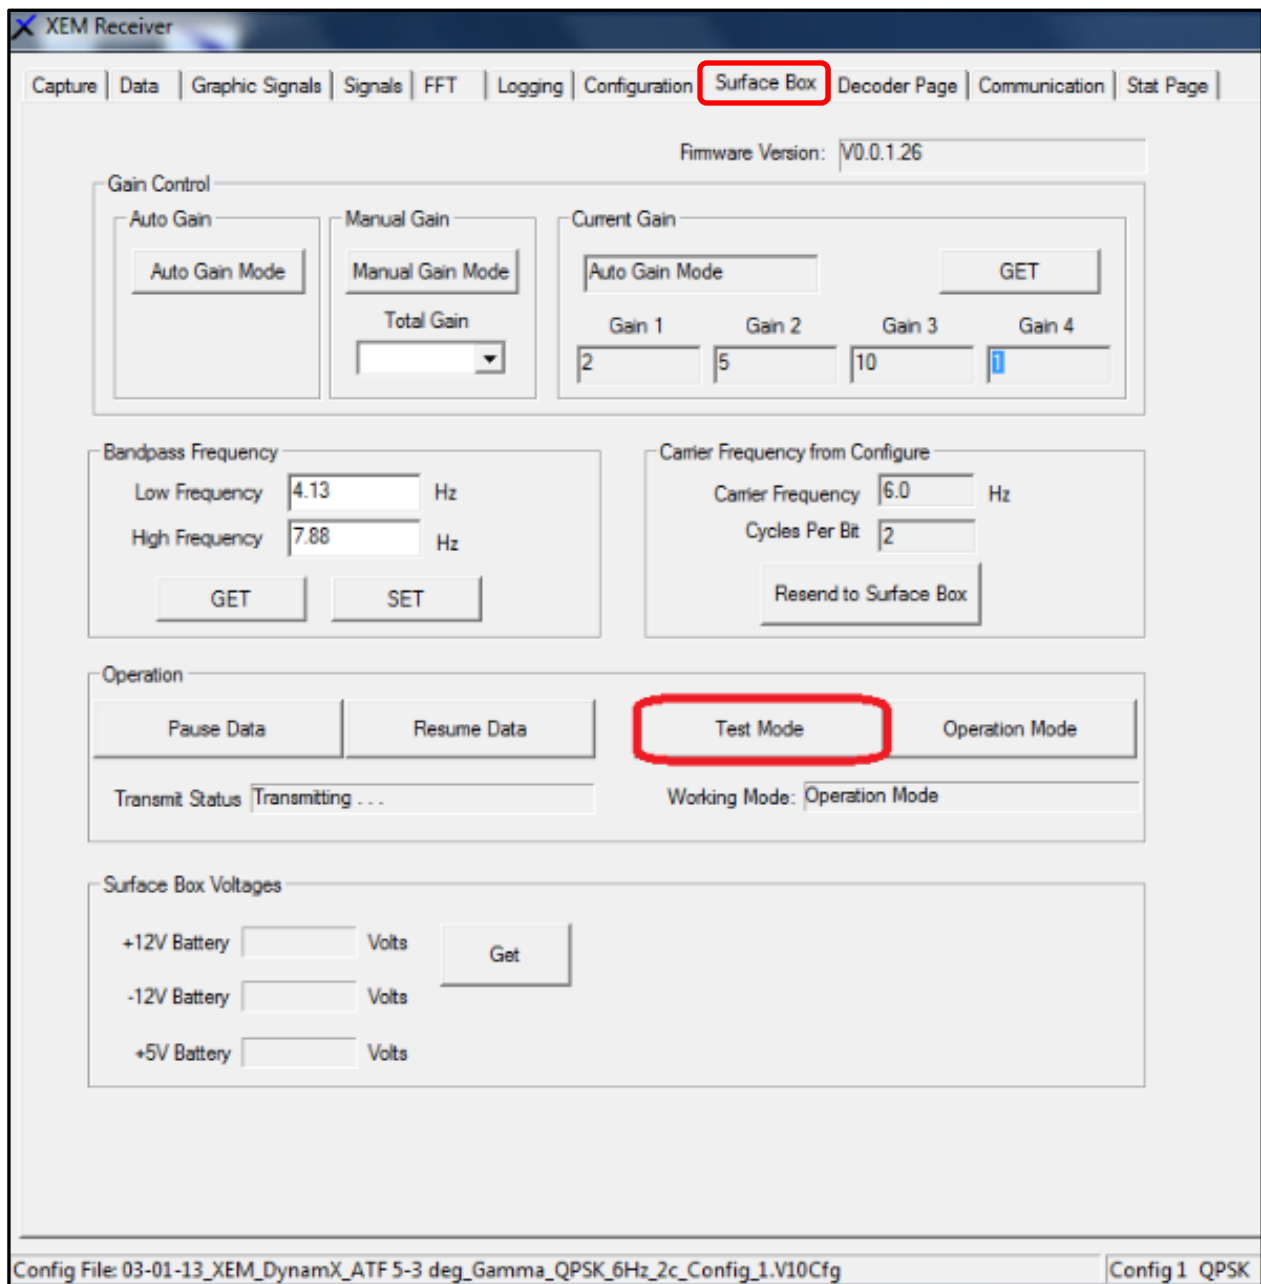 XEM Receiver
Capture Data Graphic Signals Signals FFT Logging Configuration Surface Box Decoder Page Communication Stat Page
Firmware Version: V0.0.1.26
Gain Control
Auto Gain Manual Gain Current Gain
Auto Gain Mode Manual Gain Mode Auto Gain Mode GET
Total Gain Gain 1 Gain 2 Gain 3 Gain 4
2 5 10 1
Bandpass Frequency Carrier Frequency from Configure
Low Frequency 4.13 Hz Carrier Frequency 6.0 Hz
High Frequency 7.88 Hz Cycles Per Bit 2
GET SET Resend to Surface Box
Operation
Pause Data Resume Data Test Mode Operation Mode
Transmit Status Transmitting . . . Working Mode: Operation Mode
Surface Box Voltages
+12V Battery Volts Get
-12V Battery Volts
+5V Battery Volts
Config File: 03-01-13_XEM_DynamX_ATF 5-3 deg_Gamma_QPSK_6Hz_2c_Config_1.V10Cfg Config 1 QPSK